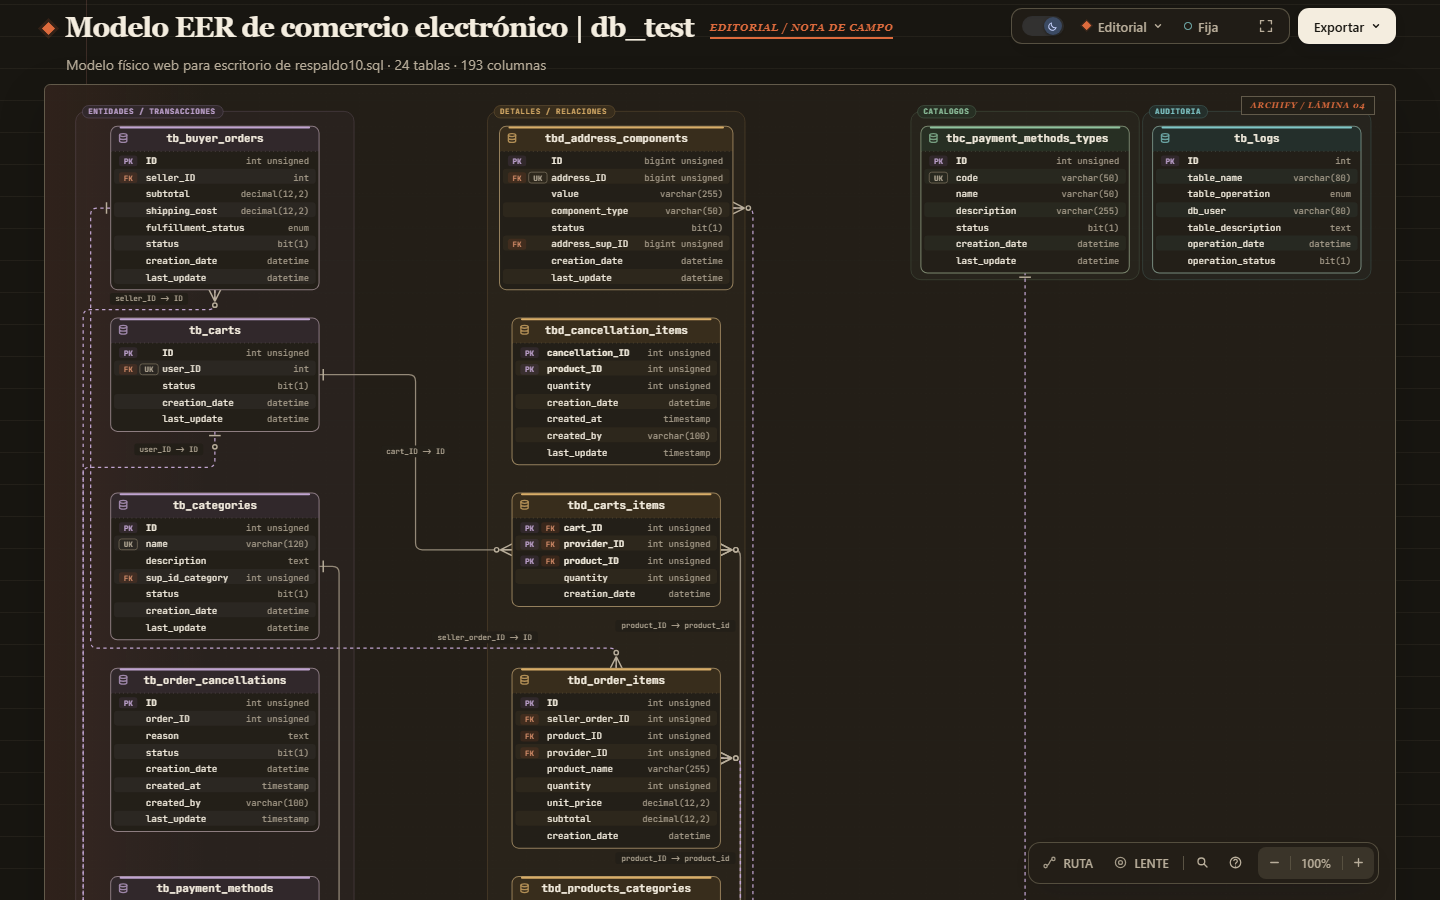 Modelo EER de comercio electrónico | db_test
EDITORIAL / NOTA DE CAMPO
Editorial
Fija
Exportar
Modelo físico web para escritorio de respaldo10.sql · 24 tablas · 193 columnas
ARCHIFY / LÁMINA 04
ENTIDADES / TRANSACCIONES
tb_buyer_orders
PK ID int unsigned
FK seller_ID int
subtotal decimal(12,2)
shipping_cost decimal(12,2)
fulfillment_status enum
status bit(1)
creation_date datetime
last_update datetime
seller_ID → ID
tb_carts
PK ID int unsigned
FK UK user_ID int
status bit(1)
creation_date datetime
last_update datetime
user_ID → ID
cart_ID → ID
tb_categories
PK ID int unsigned
UK name varchar(120)
description text
FK sup_id_category int unsigned
status bit(1)
creation_date datetime
last_update datetime
seller_order_ID → ID
tb_order_cancellations
PK ID int unsigned
order_ID int unsigned
reason text
status bit(1)
creation_date datetime
created_at timestamp
created_by varchar(100)
last_update timestamp
tb_payment_methods
DETALLES / RELACIONES
tbd_address_components
PK ID bigint unsigned
FK UK address_ID bigint unsigned
value varchar(255)
component_type varchar(50)
status bit(1)
FK address_sup_ID bigint unsigned
creation_date datetime
last_update datetime
tbd_cancellation_items
PK cancellation_ID int unsigned
PK product_ID int unsigned
quantity int unsigned
creation_date datetime
created_at timestamp
created_by varchar(100)
last_update timestamp
tbd_carts_items
PK FK cart_ID int unsigned
PK FK provider_ID int unsigned
PK FK product_ID int unsigned
quantity int unsigned
creation_date datetime
product_ID → product_id
tbd_order_items
PK ID int unsigned
FK seller_order_ID int unsigned
FK product_ID int unsigned
FK provider_ID int unsigned
product_name varchar(255)
quantity int unsigned
unit_price decimal(12,2)
subtotal decimal(12,2)
creation_date datetime
product_ID → product_id
tbd_products_categories
CATALOGOS
tbc_payment_methods_types
PK ID int unsigned
UK code varchar(50)
name varchar(50)
description varchar(255)
status bit(1)
creation_date datetime
last_update datetime
AUDITORIA
tb_logs
PK ID int
table_name varchar(80)
table_operation enum
db_user varchar(80)
table_description text
operation_date datetime
operation_status bit(1)
RUTA
LENTE
− 100% +